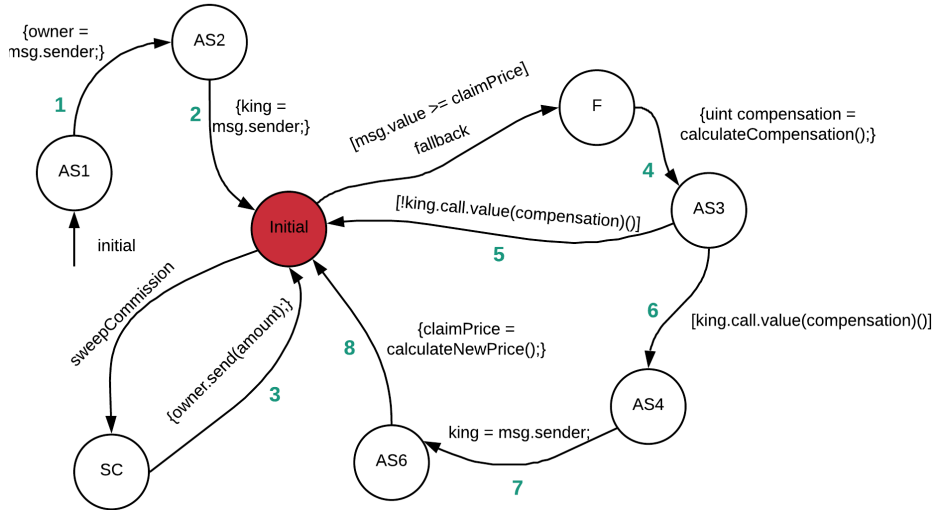 {owner =
msg.sender;}
AS2
1
2
{king =
msg.sender;}
AS1
initial
[msg.value >= claimPrice]
fallback
F
{uint compensation =
calculateCompensation();}
4
AS3
[!king.call.value(compensation)()]
5
Initial
sweepCommission
{owner.send(amount);}
3
SC
8
{claimPrice =
calculateNewPrice();}
6
[king.call.value(compensation)()]
AS4
king = msg.sender;
AS6
7